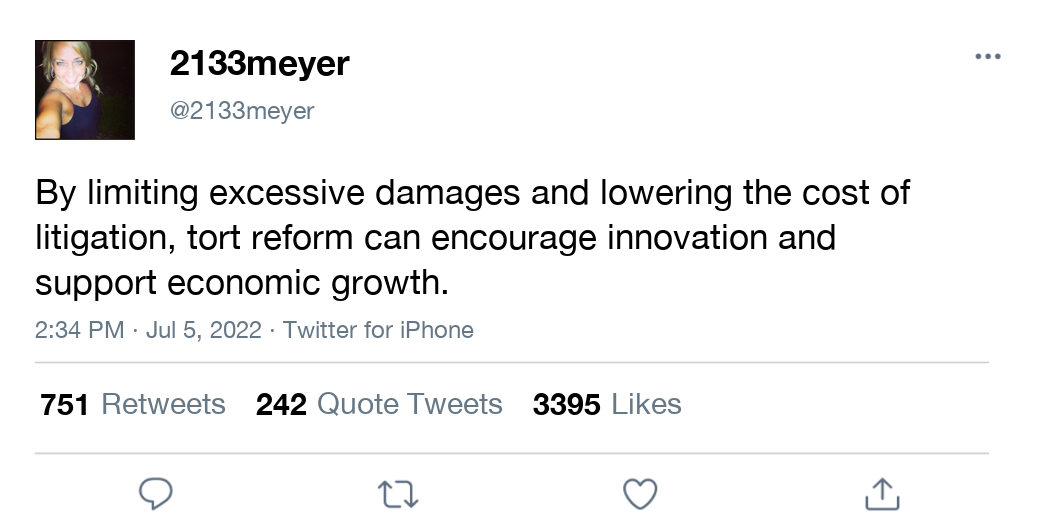 2133meyer
@2133meyer
By limiting excessive damages and lowering the cost of
litigation, tort reform can encourage innovation and
support economic growth.
2:34 PM · Jul 5, 2022 · Twitter for iPhone
751 Retweets 242 Quote Tweets 3395 Likes